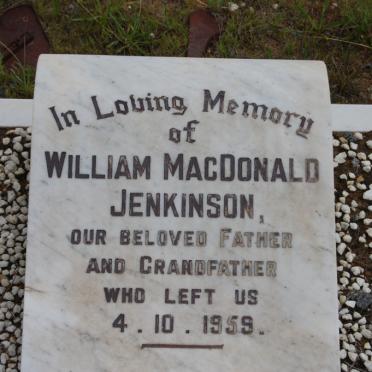 In Loving Memory
of
WILLIAM MACDONALD
JENKINSON,
OUR BELOVED FATHER
AND GRANDFATHER
WHO LEFT US
4.10.1959.